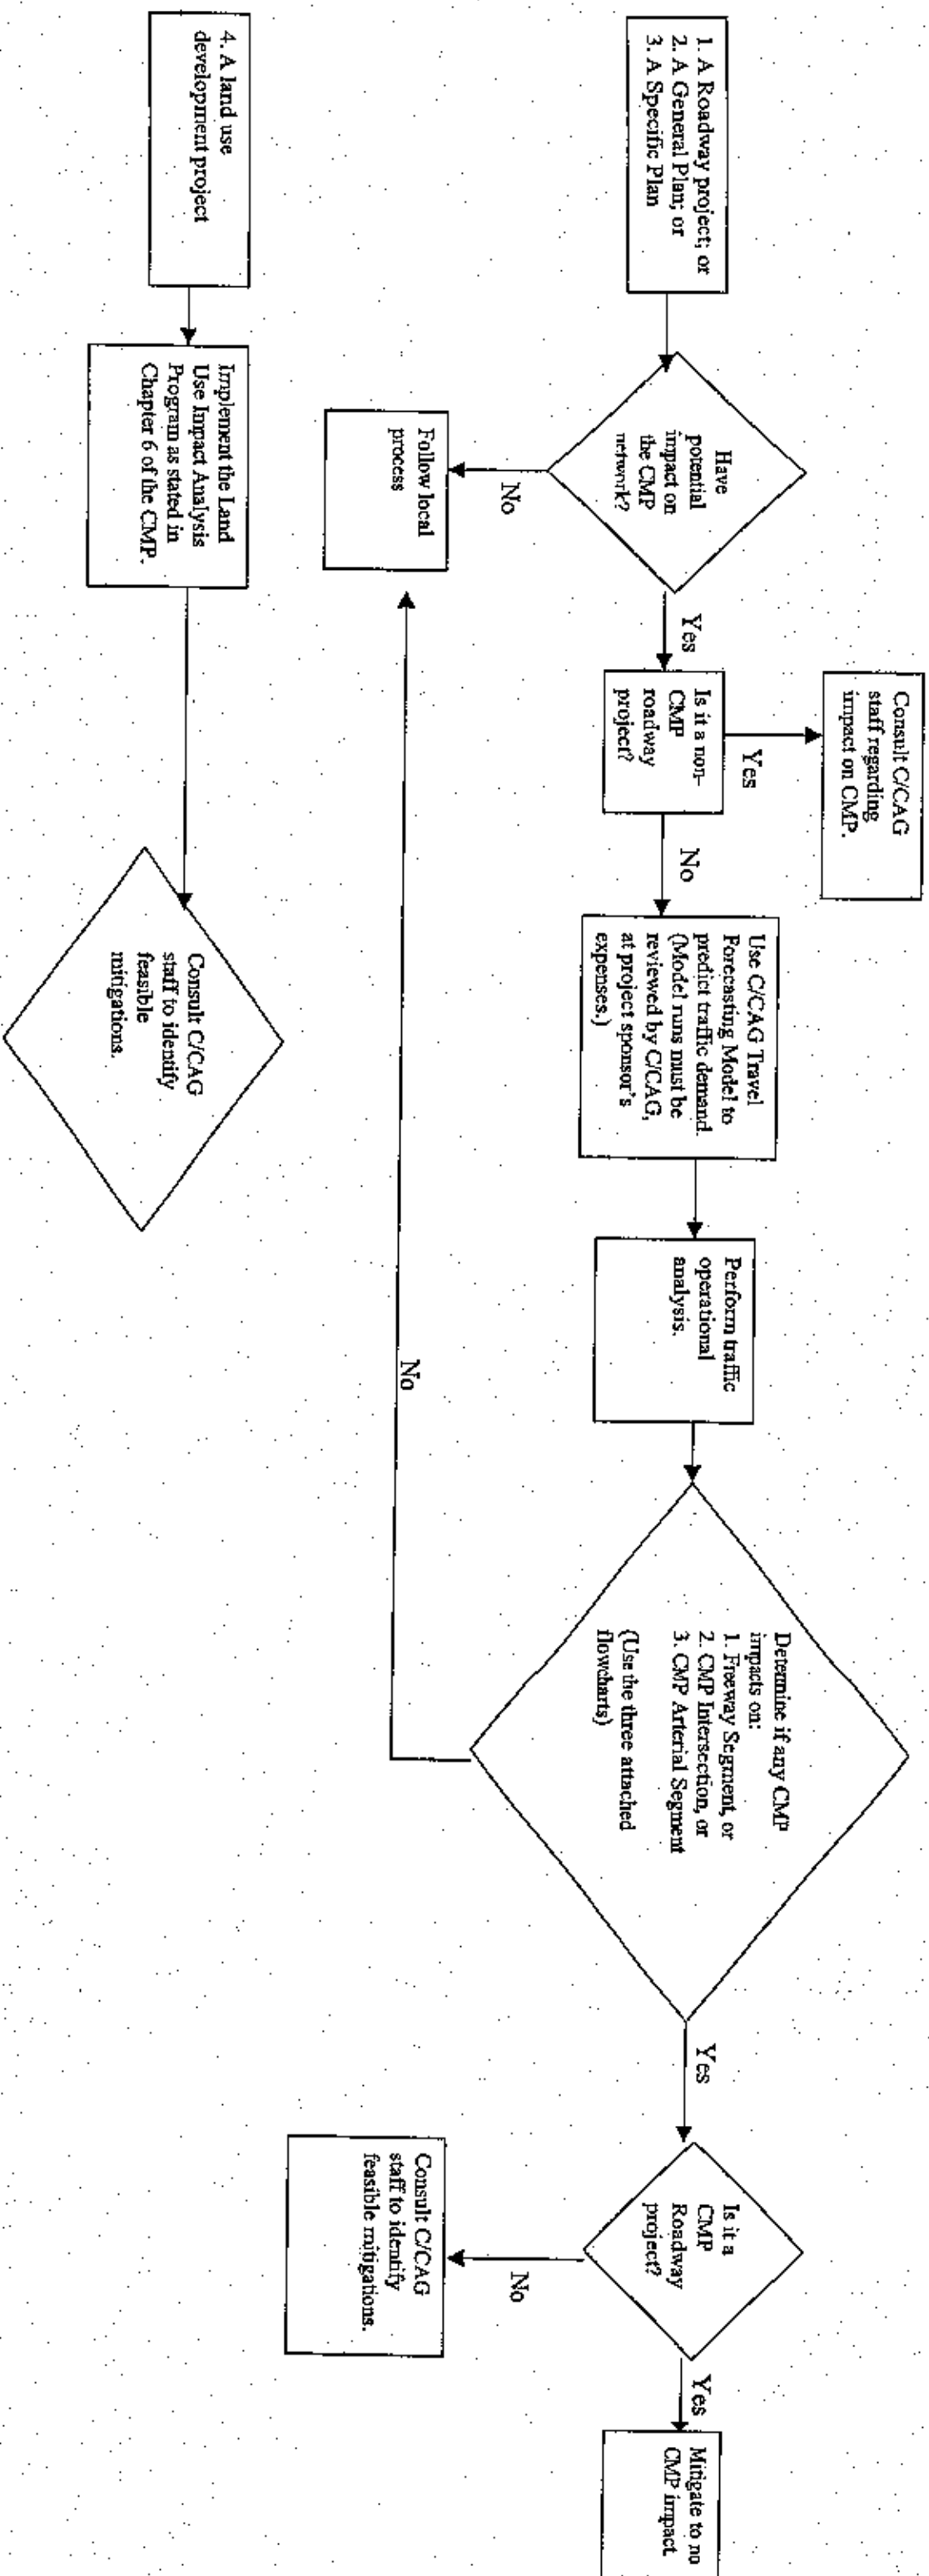 1. A Roadway project; or
2. A General Plan; or
3. A Specific Plan
Have
potential
impact on
the CMP
network?
No
Follow local
process
Yes
Is it a non-
CMP
roadway
project?
Yes
Consult C/CAG
staff regarding
impact on CMP.
No
Use C/CAG Travel
Forecasting Model to
predict traffic demand.
(Model runs must be
reviewed by C/CAG,
at project sponsor's
expenses.)
Perform traffic
operational
analysis.
Determine if any CMP
impacts on:
1. Freeway Segment, or
2. CMP Intersection, or
3. CMP Arterial Segment
(Use the three attached
flowcharts)
No
Yes
Is it a
CMP
Roadway
project?
No
Consult C/CAG
staff to identify
feasible mitigations.
Yes
Mitigate to no
CMP impact
4. A land use
development project
Implement the Land
Use Impact Analysis
Program as stated in
Chapter 6 of the CMP.
Consult C/CAG
staff to identify
feasible
mitigations.